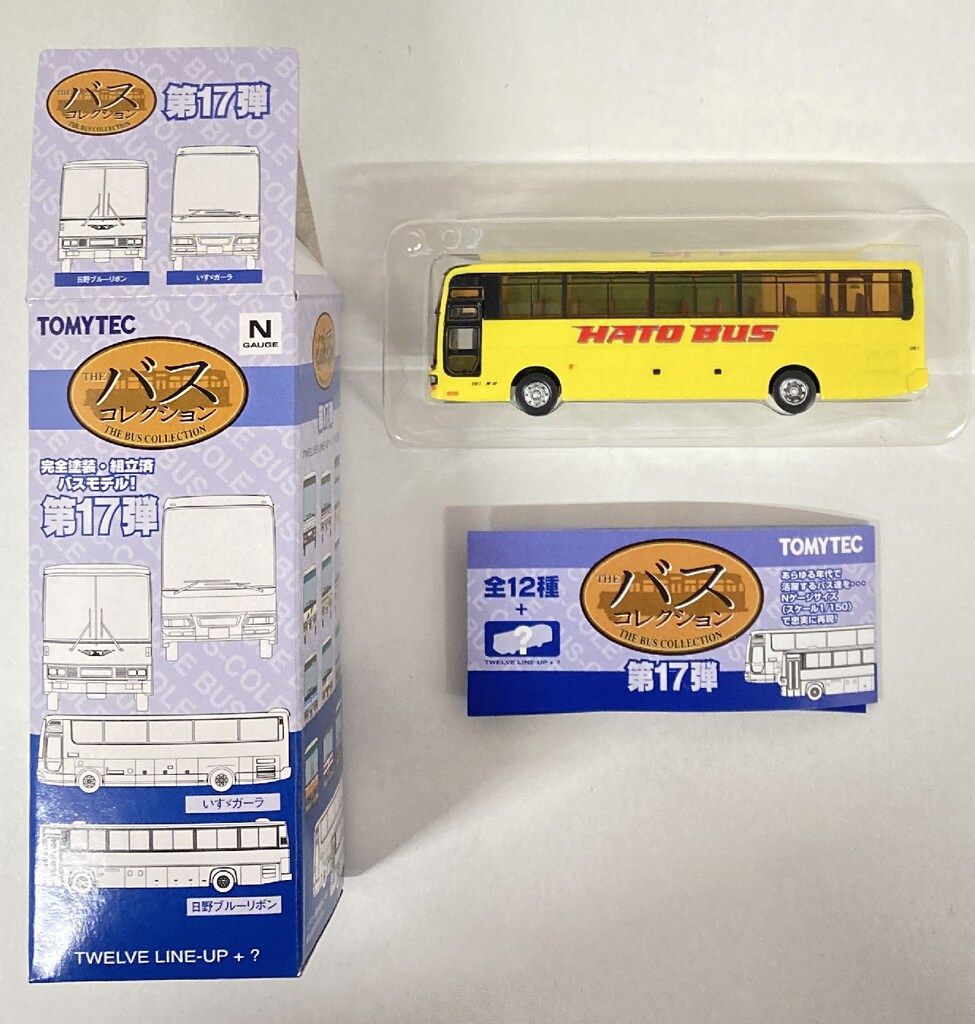 THE バス
コレクション
THE BUS COLLECTION
第17弾
日野ブルーリボン
いすゞガーラ
TOMYTEC
N
GAUGE
THE バス
コレクション
THE BUS COLLECTION
完全塗装・組立済
バスモデル!
第17弾
いすゞガーラ
日野ブルーリボン
TWELVE LINE-UP + ?
HATO BUS
TOMYTEC
全12種
+
?
TWELVE LINE-UP + ?
THE バス
コレクション
THE BUS COLLECTION
第17弾
あらゆる年代で
活躍するバス達を・・・
Nゲージサイズ
(スケール1/150)
で忠実に再現!